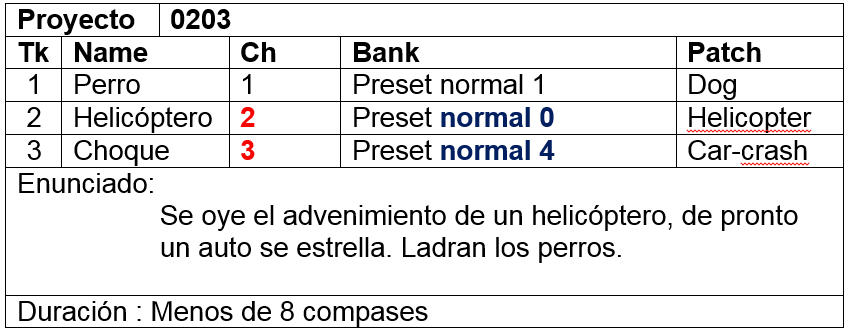 Proyecto 0203
Tk Name Ch Bank Patch
1 Perro 1 Preset normal 1 Dog
2 Helicóptero 2 Preset normal 0 Helicopter
3 Choque 3 Preset normal 4 Car-crash
Enunciado:
Se oye el advenimiento de un helicóptero, de pronto
un auto se estrella. Ladran los perros.
Duración : Menos de 8 compases